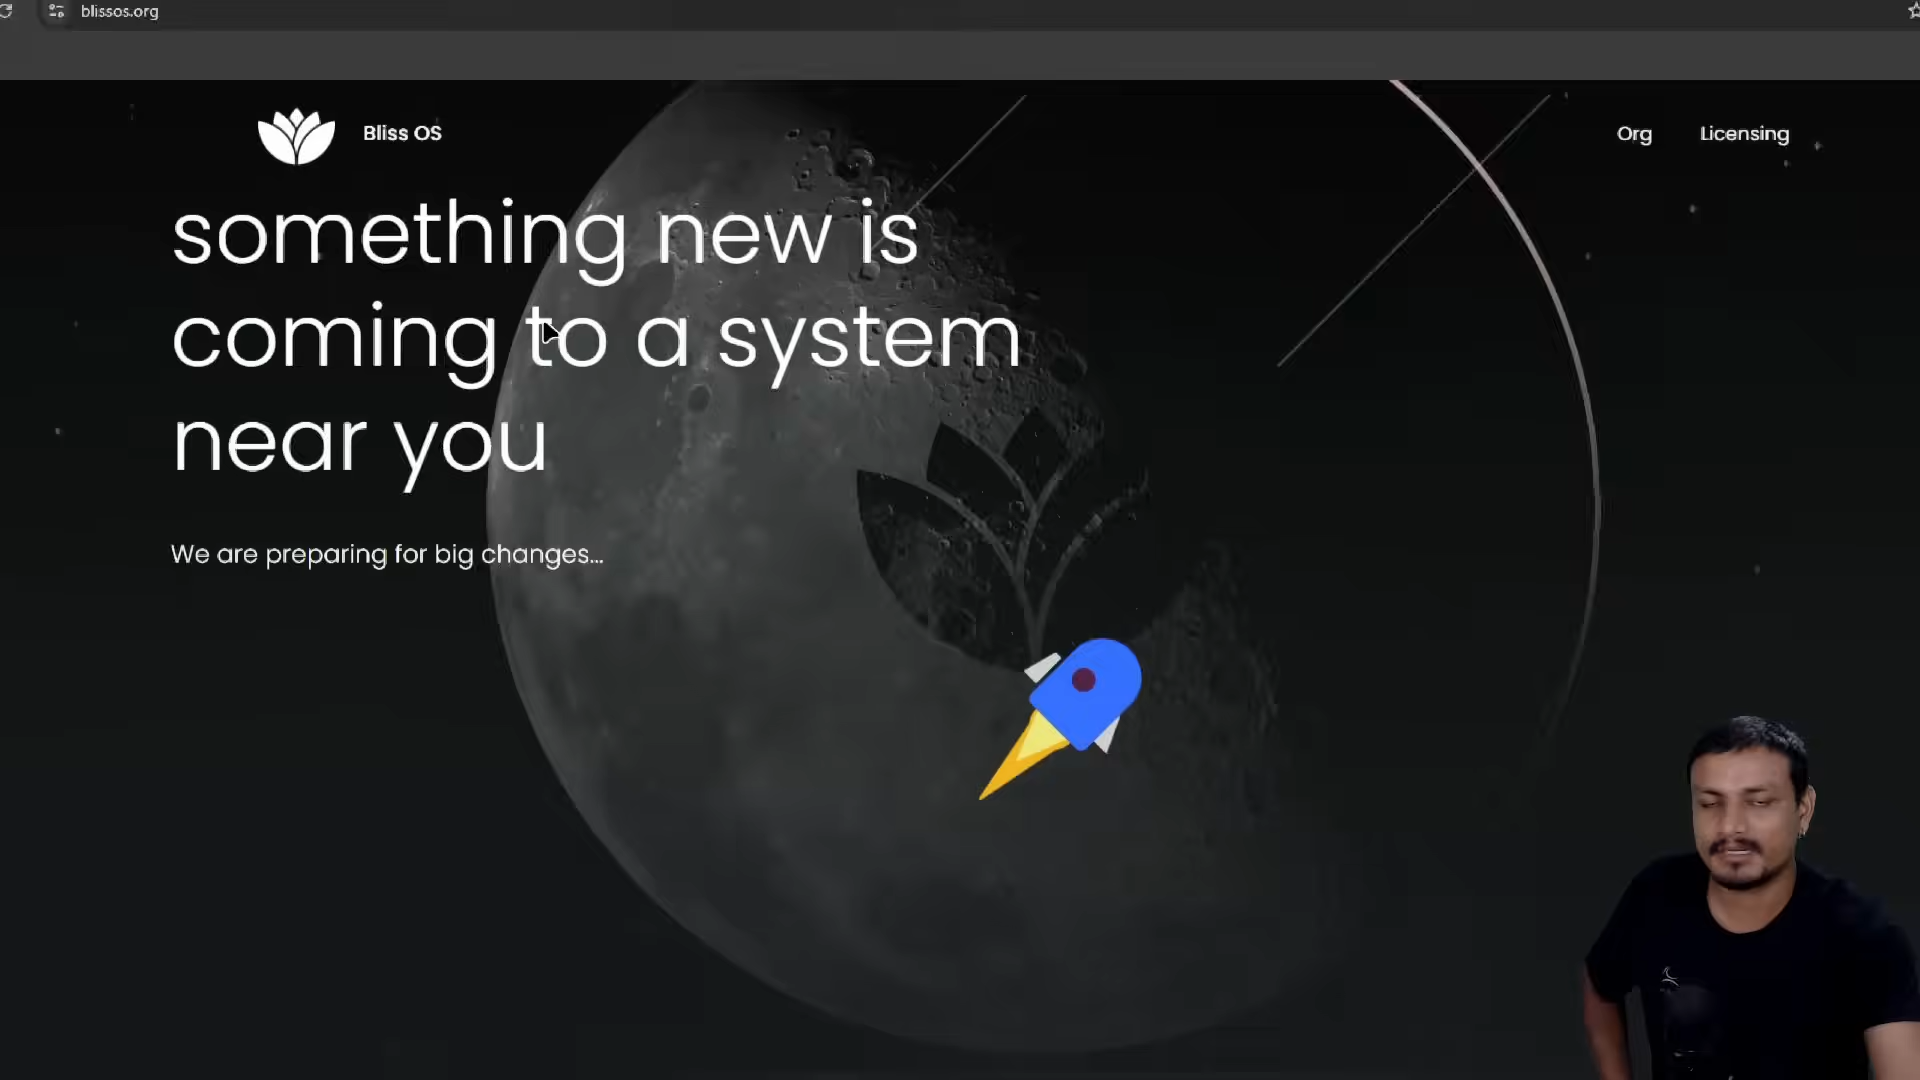 blissos.org
Bliss OS
Org
Licensing
something new is
coming to a system
near you
We are preparing for big changes...